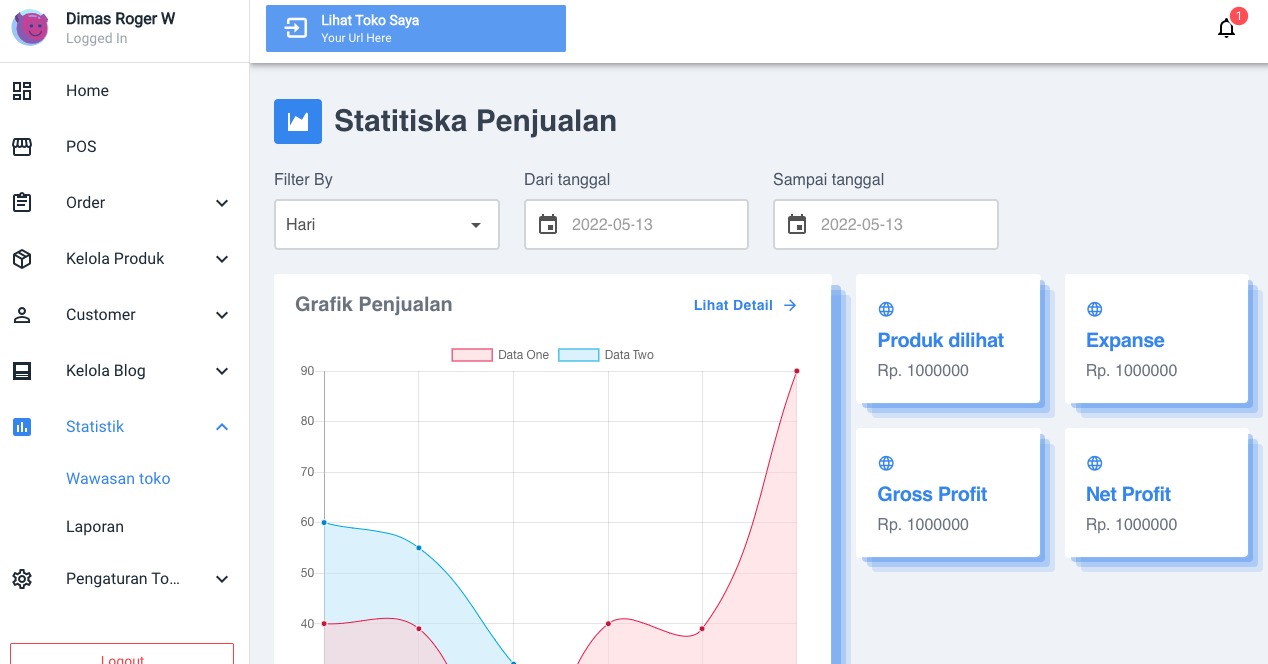 Dimas Roger W
Logged In
Lihat Toko Saya
Your Url Here
1
Home
POS
Order
Kelola Produk
Customer
Kelola Blog
Statistik
Wawasan toko
Laporan
Pengaturan To...
Logout
Statitiska Penjualan
Filter By
Dari tanggal
Sampai tanggal
Hari
2022-05-13
2022-05-13
Grafik Penjualan
Lihat Detail
Data One
Data Two
90
80
70
60
50
40
Produk dilihat
Rp. 1000000
Expanse
Rp. 1000000
Gross Profit
Rp. 1000000
Net Profit
Rp. 1000000